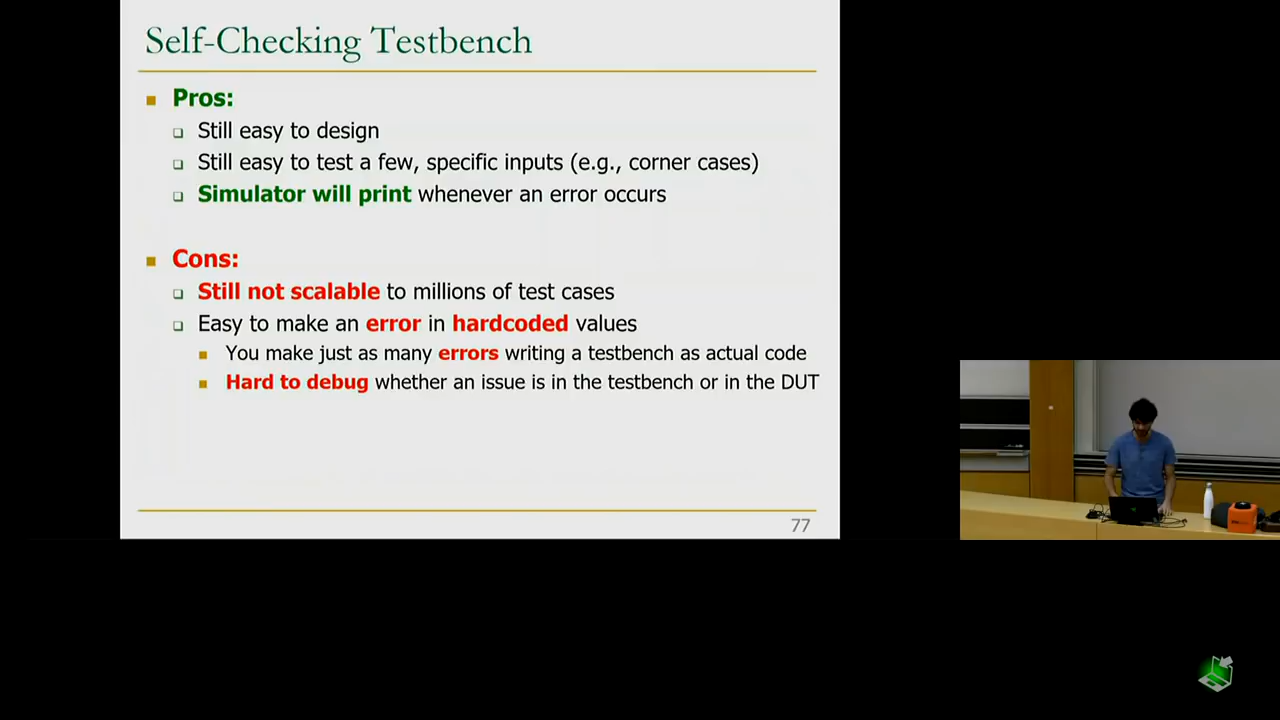 Self-Checking Testbench
Pros:
Still easy to design
Still easy to test a few, specific inputs (e.g., corner cases)
Simulator will print whenever an error occurs
Cons:
Still not scalable to millions of test cases
Easy to make an error in hardcoded values
You make just as many errors writing a testbench as actual code
Hard to debug whether an issue is in the testbench or in the DUT
77